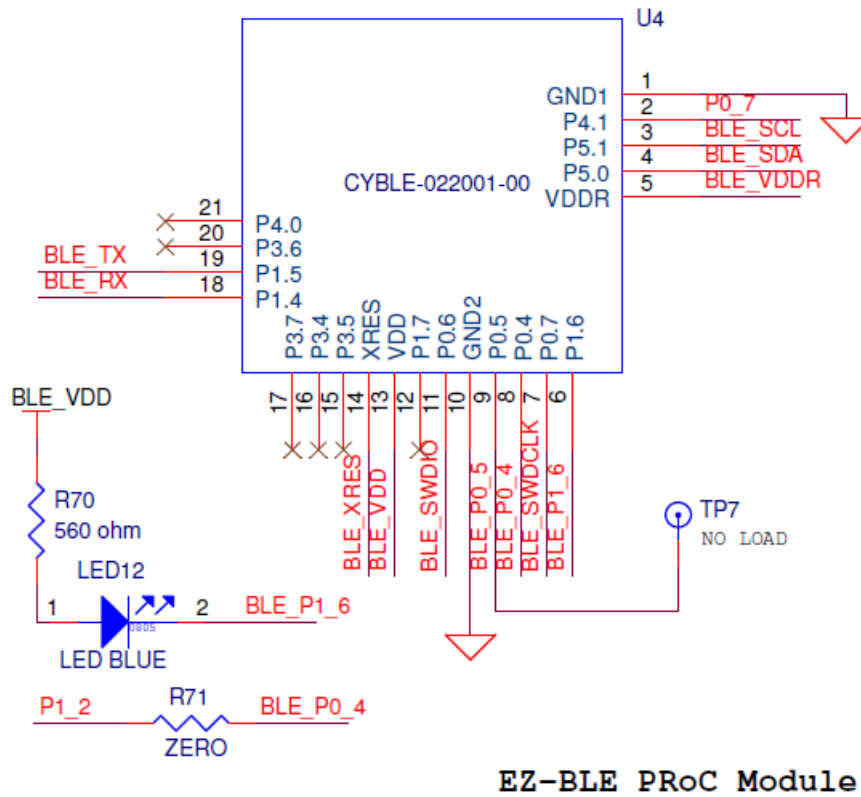 U4
CYBLE-022001-00
GND1 1
P4.1 2 P0_7
P5.1 3 BLE_SCL
P5.0 4 BLE_SDA
VDDR 5 BLE_VDDR
21 P4.0
20 P3.6
BLE_TX 19 P1.5
BLE_RX 18 P1.4
P3.7
P3.4
P3.5
XRES
VDD
P1.7
P0.6
GND2
P0.5
P0.4
P0.7
P1.6
17
16
15
14
13
12
11
10
9
8
7
6
BLE_XRES
BLE_VDD
BLE_SWDIO
BLE_P0_5
BLE_P0_4
BLE_SWDCLK
BLE_P1_6
BLE_VDD
R70
560 ohm
TP7
NO LOAD
LED12
1 2 BLE_P1_6
0805
LED BLUE
R71
P1_2 BLE_P0_4
ZERO
EZ-BLE PRoC Module